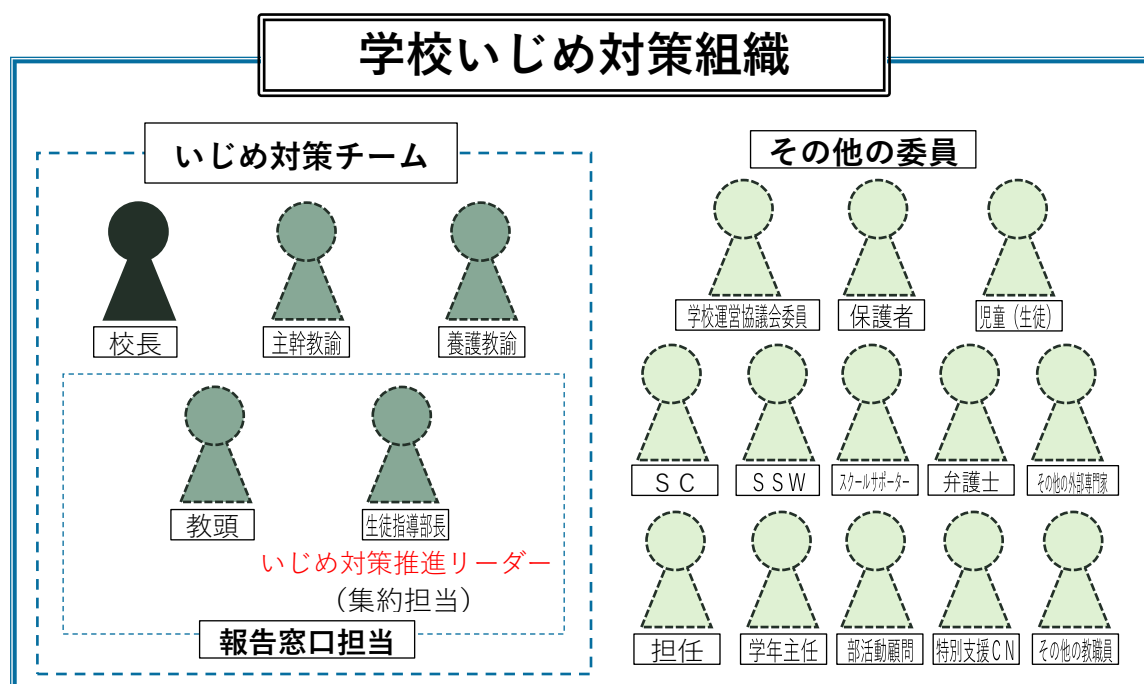 学校いじめ対策組織
いじめ対策チーム
校長
主幹教諭
養護教諭
教頭
生徒指導部長
いじめ対策推進リーダー
（集約担当）
報告窓口担当
その他の委員
学校運営協議会委員
保護者
児童（生徒）
ＳＣ
ＳＳＷ
スクールサポーター
弁護士
その他の外部専門家
担任
学年主任
部活動顧問
特別支援ＣＮ
その他の教職員